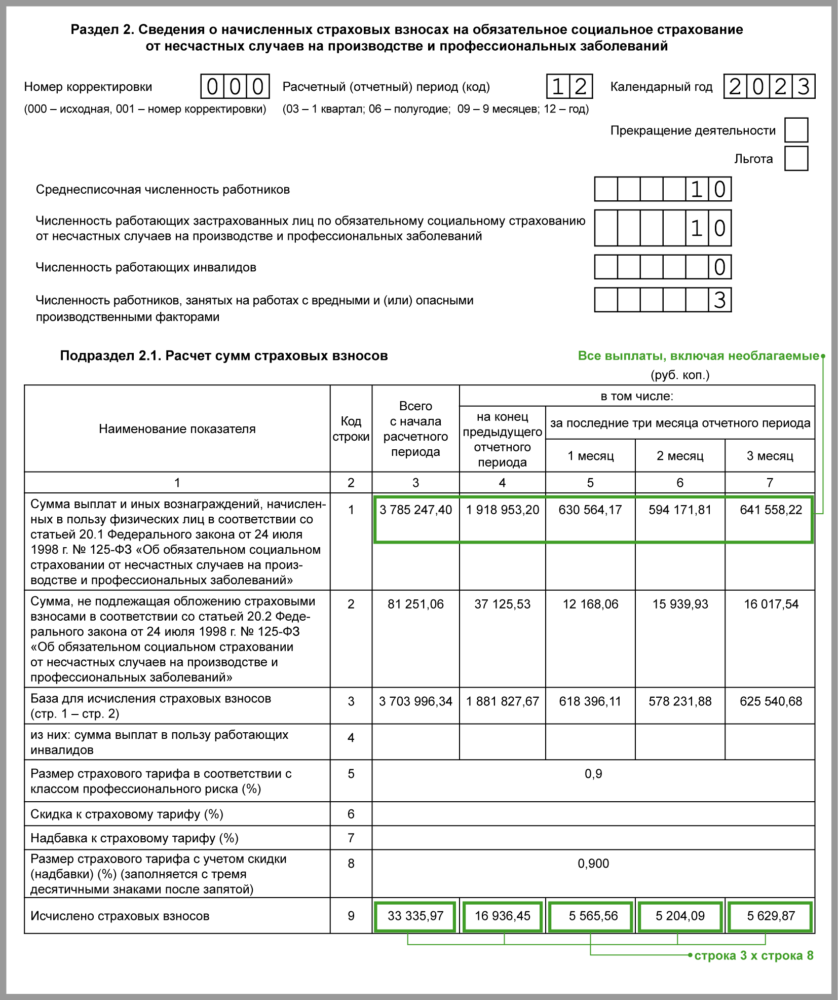 Раздел 2. Сведения о начисленных страховых взносах на обязательное социальное страхование
от несчастных случаев на производстве и профессиональных заболеваний
Номер корректировки 000 Расчетный (отчетный) период (код) 12 Календарный год 2023
(000 – исходная, 001 – номер корректировки) (03 – 1 квартал; 06 – полугодие; 09 – 9 месяцев; 12 – год)
Прекращение деятельности
Льгота
Среднесписочная численность работников 10
Численность работающих застрахованных лиц по обязательному социальному страхованию
от несчастных случаев на производстве и профессиональных заболеваний 10
Численность работающих инвалидов 0
Численность работников, занятых на работах с вредными и (или) опасными 3
производственными факторами
Подраздел 2.1. Расчет сумм страховых взносов Все выплаты, включая необлагаемые
(руб. коп.)
Наименование показателя
Код
строки
Всего
с начала
расчетного
периода
в том числе:
на конец
предыдущего
отчетного
периода
за последние три месяца отчетного периода
1 месяц 2 месяц 3 месяц
1 2 3 4 5 6 7
Сумма выплат и иных вознаграждений, начислен- 1 3 785 247,40 1 918 953,20 630 564,17 594 171,81 641 558,22
ных в пользу физических лиц в соответствии со
статьей 20.1 Федерального закона от 24 июля
1998 г. № 125-ФЗ «Об обязательном социальном
страховании от несчастных случаев на произ-
водстве и профессиональных заболеваний»
Сумма, не подлежащая обложению страховыми 2 81 251,06 37 125,53 12 168,06 15 939,93 16 017,54
взносами в соответствии со статьей 20.2 Феде-
рального закона от 24 июля 1998 г. № 125-ФЗ
«Об обязательном социальном страховании
от несчастных случаев на производстве и
профессиональных заболеваний»
База для исчисления страховых взносов 3 3 703 996,34 1 881 827,67 618 396,11 578 231,88 625 540,68
(стр. 1 – стр. 2)
из них: сумма выплат в пользу работающих 4
инвалидов
Размер страхового тарифа в соответствии с 5 0,9
классом профессионального риска (%)
Скидка к страховому тарифу (%) 6
Надбавка к страховому тарифу (%) 7
Размер страхового тарифа с учетом скидки 8 0,900
(надбавки) (%) (заполняется с тремя
десятичными знаками после запятой)
Исчислено страховых взносов 9 33 335,97 16 936,45 5 565,56 5 204,09 5 629,87
строка 3 х строка 8